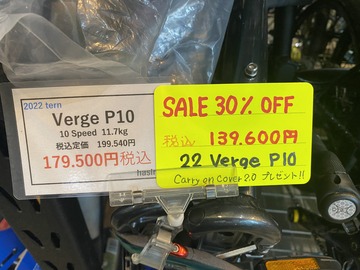 2022 tern
Verge P10
10 Speed 11.7kg
税込定価 199.540円
179.500円税込
SALE 30% OFF
税込 139.600円
22 Verge P10
Carry on Cover 2.0 プレゼント!!